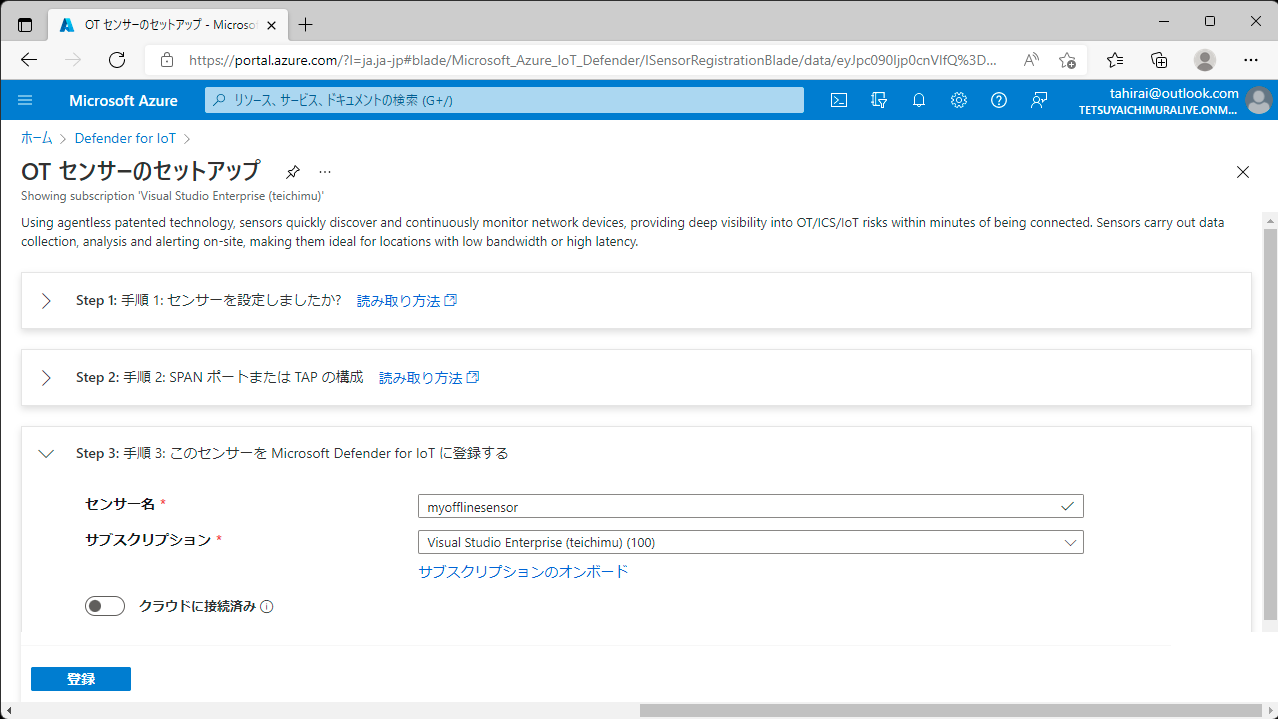 OT センサーのセットアップ - Microso
https://portal.azure.com/?l=ja.ja-jp#blade/Microsoft_Azure_IoT_Defender/ISensorRegistrationBlade/data/eyJpc090Ijp0cnVlfQ%3D...
Microsoft Azure
リソース、サービス、ドキュメントの検索 (G+/)
tahirai@outlook.com
TETSUYAICHIMURALIVE.ONM...
ホーム > Defender for IoT >
OT センサーのセットアップ ...
Showing subscription 'Visual Studio Enterprise (teichimu)'
Using agentless patented technology, sensors quickly discover and continuously monitor network devices, providing deep visibility into OT/ICS/IoT risks within minutes of being connected. Sensors carry out data
collection, analysis and alerting on-site, making them ideal for locations with low bandwidth or high latency.
Step 1: 手順 1: センサーを設定しましたか? 読み取り方法
Step 2: 手順 2: SPAN ポートまたは TAP の構成 読み取り方法
Step 3: 手順 3: このセンサーを Microsoft Defender for IoT に登録する
センサー名 * myofflinesensor
サブスクリプション * Visual Studio Enterprise (teichimu) (100)
サブスクリプションのオンボード
クラウドに接続済み
登録